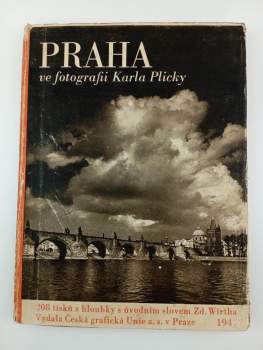 PRAHA
ve fotografii Karla Plicky
208 tisků z hloubky s úvodním slovem Zd. Wirtha
Vydala Česká grafická Unie a. s. v Praze